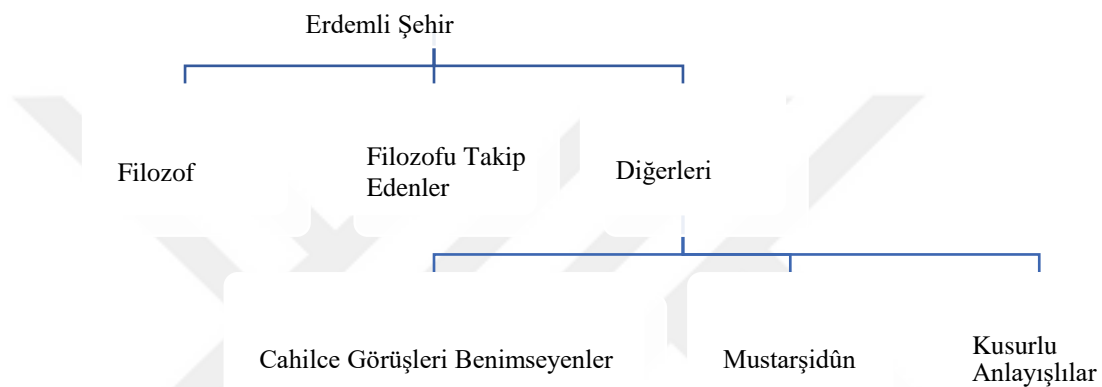 Erdemli Şehir
Filozof
Filozofu Takip
Edenler
Diğerleri
Cahilce Görüşleri Benimseyenler
Mustarşidûn
Kusurlu
Anlayışlılar